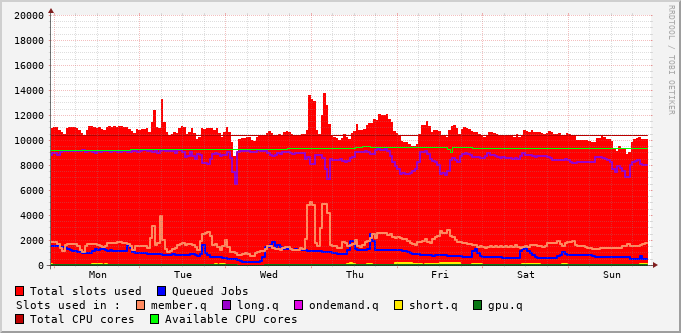 20000
18000
16000
14000
12000
10000
8000
6000
4000
2000
0
Mon Tue Wed Thu Fri Sat Sun
RRDTOOL / TOBI OETIKER
Total slots used Queued Jobs
Slots used in : member.q long.q ondemand.q short.q gpu.q
Total CPU cores Available CPU cores